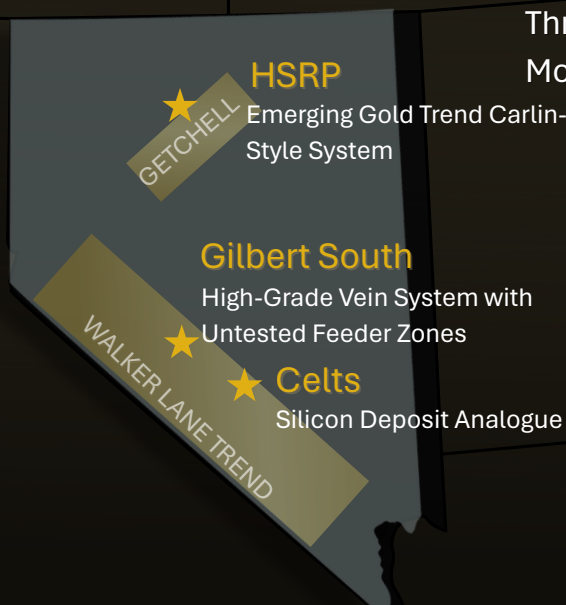 HSRP
Emerging Gold Trend Carlin-
Style System
GETCHELL
Gilbert South
High-Grade Vein System with
Untested Feeder Zones
Celts
Silicon Deposit Analogue
WALKER LANE TREND